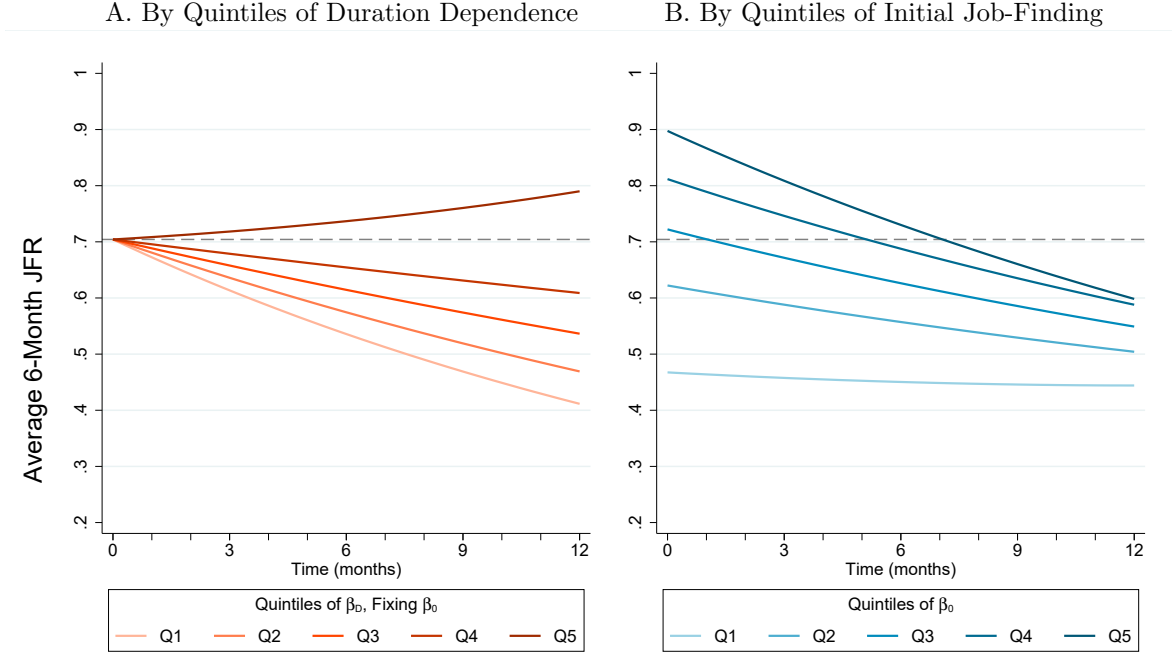 A. By Quintiles of Duration Dependence
B. By Quintiles of Initial Job-Finding
Average 6-Month JFR
1
.9
.8
.7
.6
.5
.4
.3
.2
0 3 6 9 12
Time (months)
Quintiles of βD, Fixing β0
Q1 Q2 Q3 Q4 Q5
1
.9
.8
.7
.6
.5
.4
.3
.2
0 3 6 9 12
Time (months)
Quintiles of β0
Q1 Q2 Q3 Q4 Q5